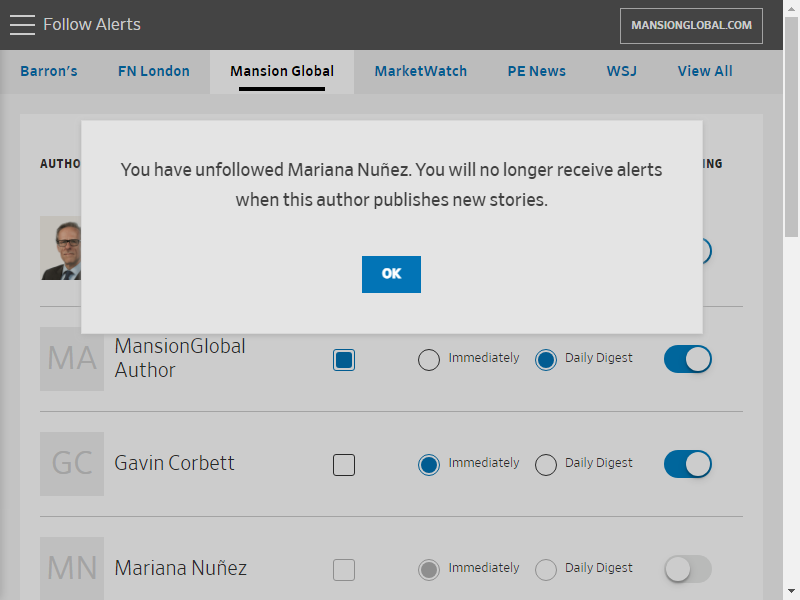 Follow Alerts
MANSIONGLOBAL.COM
Barron's FN London Mansion Global MarketWatch PE News WSJ View All
You have unfollowed Mariana Nuñez. You will no longer receive alerts
when this author publishes new stories.
OK
MA MansionGlobal
Author
Immediately Daily Digest
GC Gavin Corbett Immediately Daily Digest
MN Mariana Nuñez Immediately Daily Digest